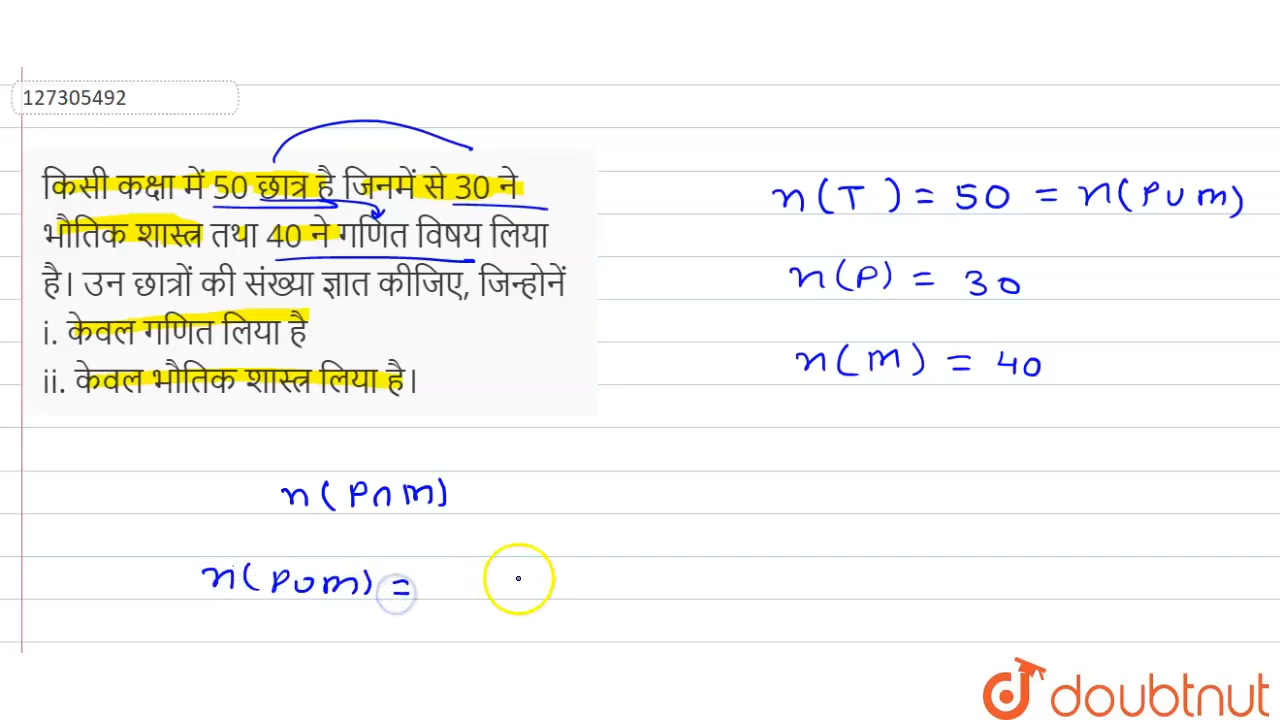 127305492
किसी कक्षा में 50 छात्र है जिनमें से 30 ने
भौतिक शास्त्र तथा 40 ने गणित विषय लिया
है। उन छात्रों की संख्या ज्ञात कीजिए, जिन्होनें
i. केवल गणित लिया है
ii. केवल भौतिक शास्त्र लिया है।
n(T) = 50 = n(P∪m)
n(P) = 30
n(m) = 40
n(P∩m)
n(P∪m) =
doubtnut